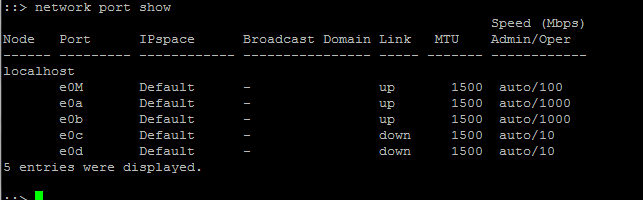 ::> network port show
                                                             Speed (Mbps)
Node   Port      IPspace      Broadcast Domain Link   MTU    Admin/Oper
------ --------- ------------ ---------------- ----- ------- ------------
localhost
       e0M       Default      -                up       1500  auto/100
       e0a       Default      -                up       1500  auto/1000
       e0b       Default      -                up       1500  auto/1000
       e0c       Default      -                down     1500  auto/10
       e0d       Default      -                down     1500  auto/10
5 entries were displayed.
::>